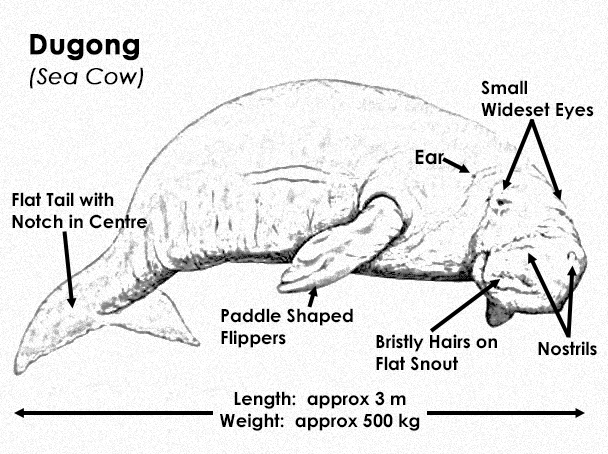 Dugong
(Sea Cow)
Small
Wideset Eyes
Ear
Flat Tail with
Notch in Centre
Paddle Shaped
Flippers
Bristly Hairs on
Flat Snout
Nostrils
Length: approx 3 m
Weight: approx 500 kg